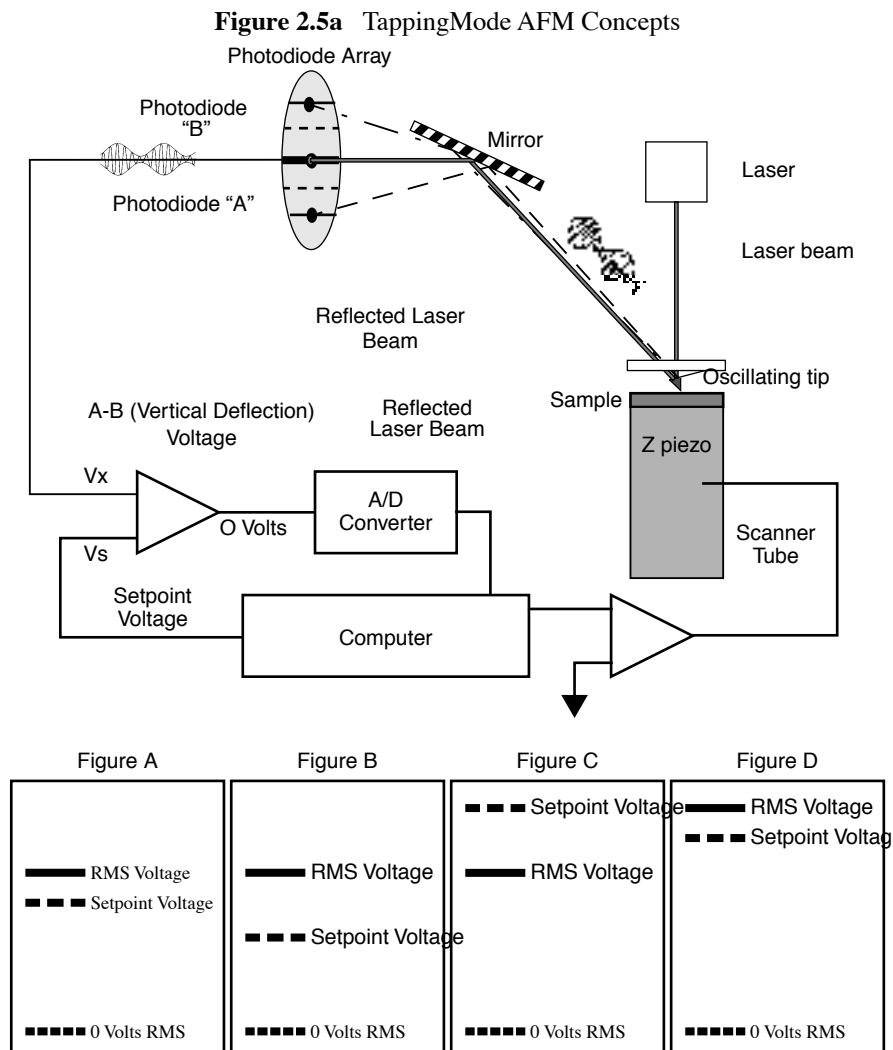 Figure 2.5a TappingMode AFM Concepts
Photodiode Array
Photodiode
“B”
Mirror
Laser
Photodiode “A”
Laser beam
Reflected Laser
Beam
Oscillating tip
Sample
A-B (Vertical Deflection)
Voltage
Reflected
Laser Beam
Z piezo
Vx
A/D
Converter
O Volts
Vs
Scanner
Tube
Setpoint
Voltage
Computer
Figure A
Figure B
Figure C
Figure D
Setpoint Voltage
RMS Voltage
Setpoint Voltag
RMS Voltage
RMS Voltage
RMS Voltage
Setpoint Voltage
Setpoint Voltage
0 Volts RMS
0 Volts RMS
0 Volts RMS
0 Volts RMS